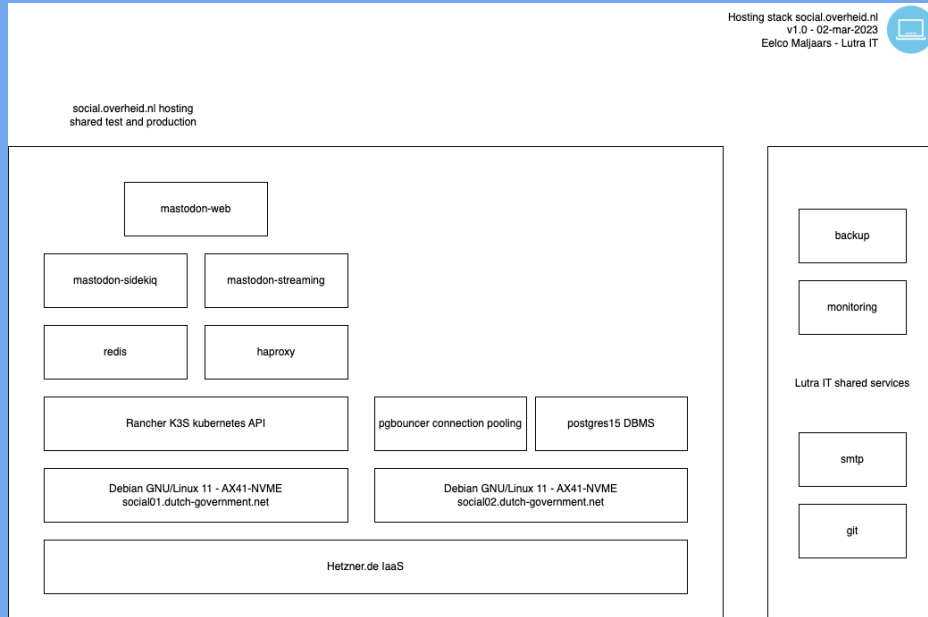 Hosting stack social.overheid.nl
v1.0 - 02-mar-2023
Eelco Maljaars - Lutra IT
social.overheid.nl hosting
shared test and production
mastodon-web
mastodon-sidekiq
mastodon-streaming
redis
haproxy
Rancher K3S kubernetes API
pgbouncer connection pooling
postgres15 DBMS
Debian GNU/Linux 11 - AX41-NVME
social01.dutch-government.net
Debian GNU/Linux 11 - AX41-NVME
social02.dutch-government.net
Hetzner.de IaaS
backup
monitoring
Lutra IT shared services
smtp
git